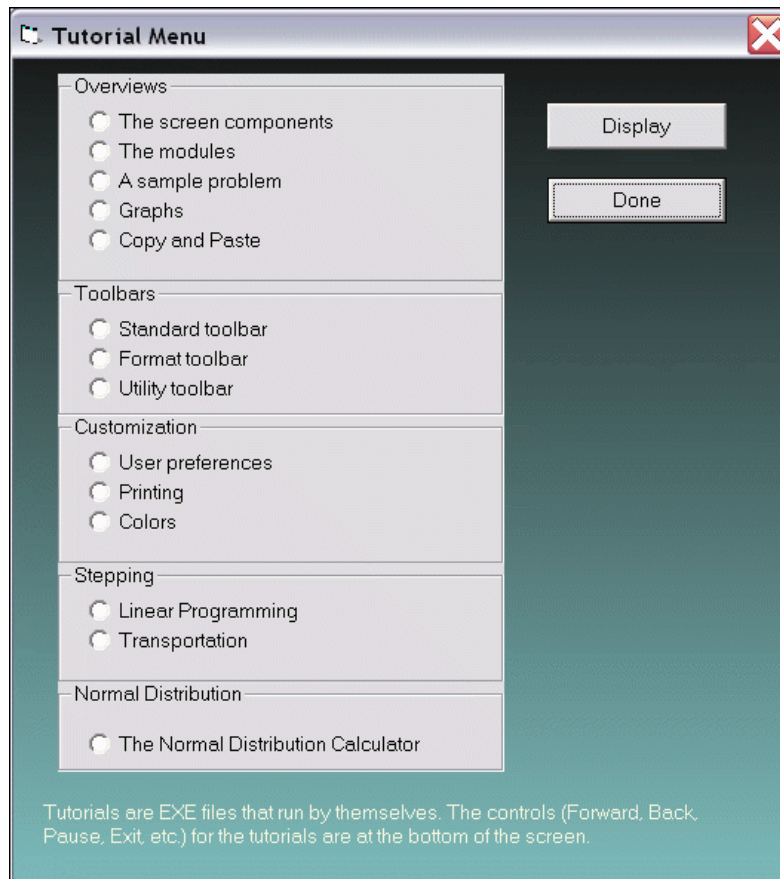 Tutorial Menu
Overviews
The screen components
The modules
A sample problem
Graphs
Copy and Paste
Display
Done
Toolbars
Standard toolbar
Format toolbar
Utility toolbar
Customization
User preferences
Printing
Colors
Stepping
Linear Programming
Transportation
Normal Distribution
The Normal Distribution Calculator
Tutorials are EXE files that run by themselves. The controls (Forward, Back,
Pause, Exit, etc.) for the tutorials are at the bottom of the screen.